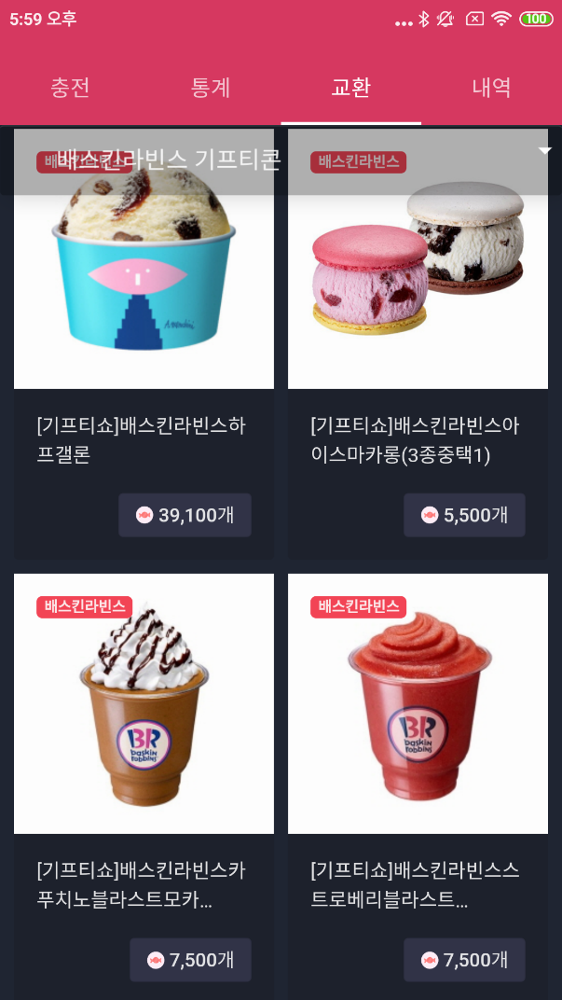 5:59 오후
100
충전 통계 교환 내역
배스킨라빈스 기프티콘
배스킨라빈스
배스킨라빈스
[기프티쇼]배스킨라빈스하
프갤론
39,100개
[기프티쇼]배스킨라빈스아
이스마카롱(3종중택1)
5,500개
배스킨라빈스
BR
baskin
robbins
배스킨라빈스
BR
baskin
robbins
[기프티쇼]배스킨라빈스카
푸치노블라스트모카...
7,500개
[기프티쇼]배스킨라빈스스
트로베리블라스트...
7,500개